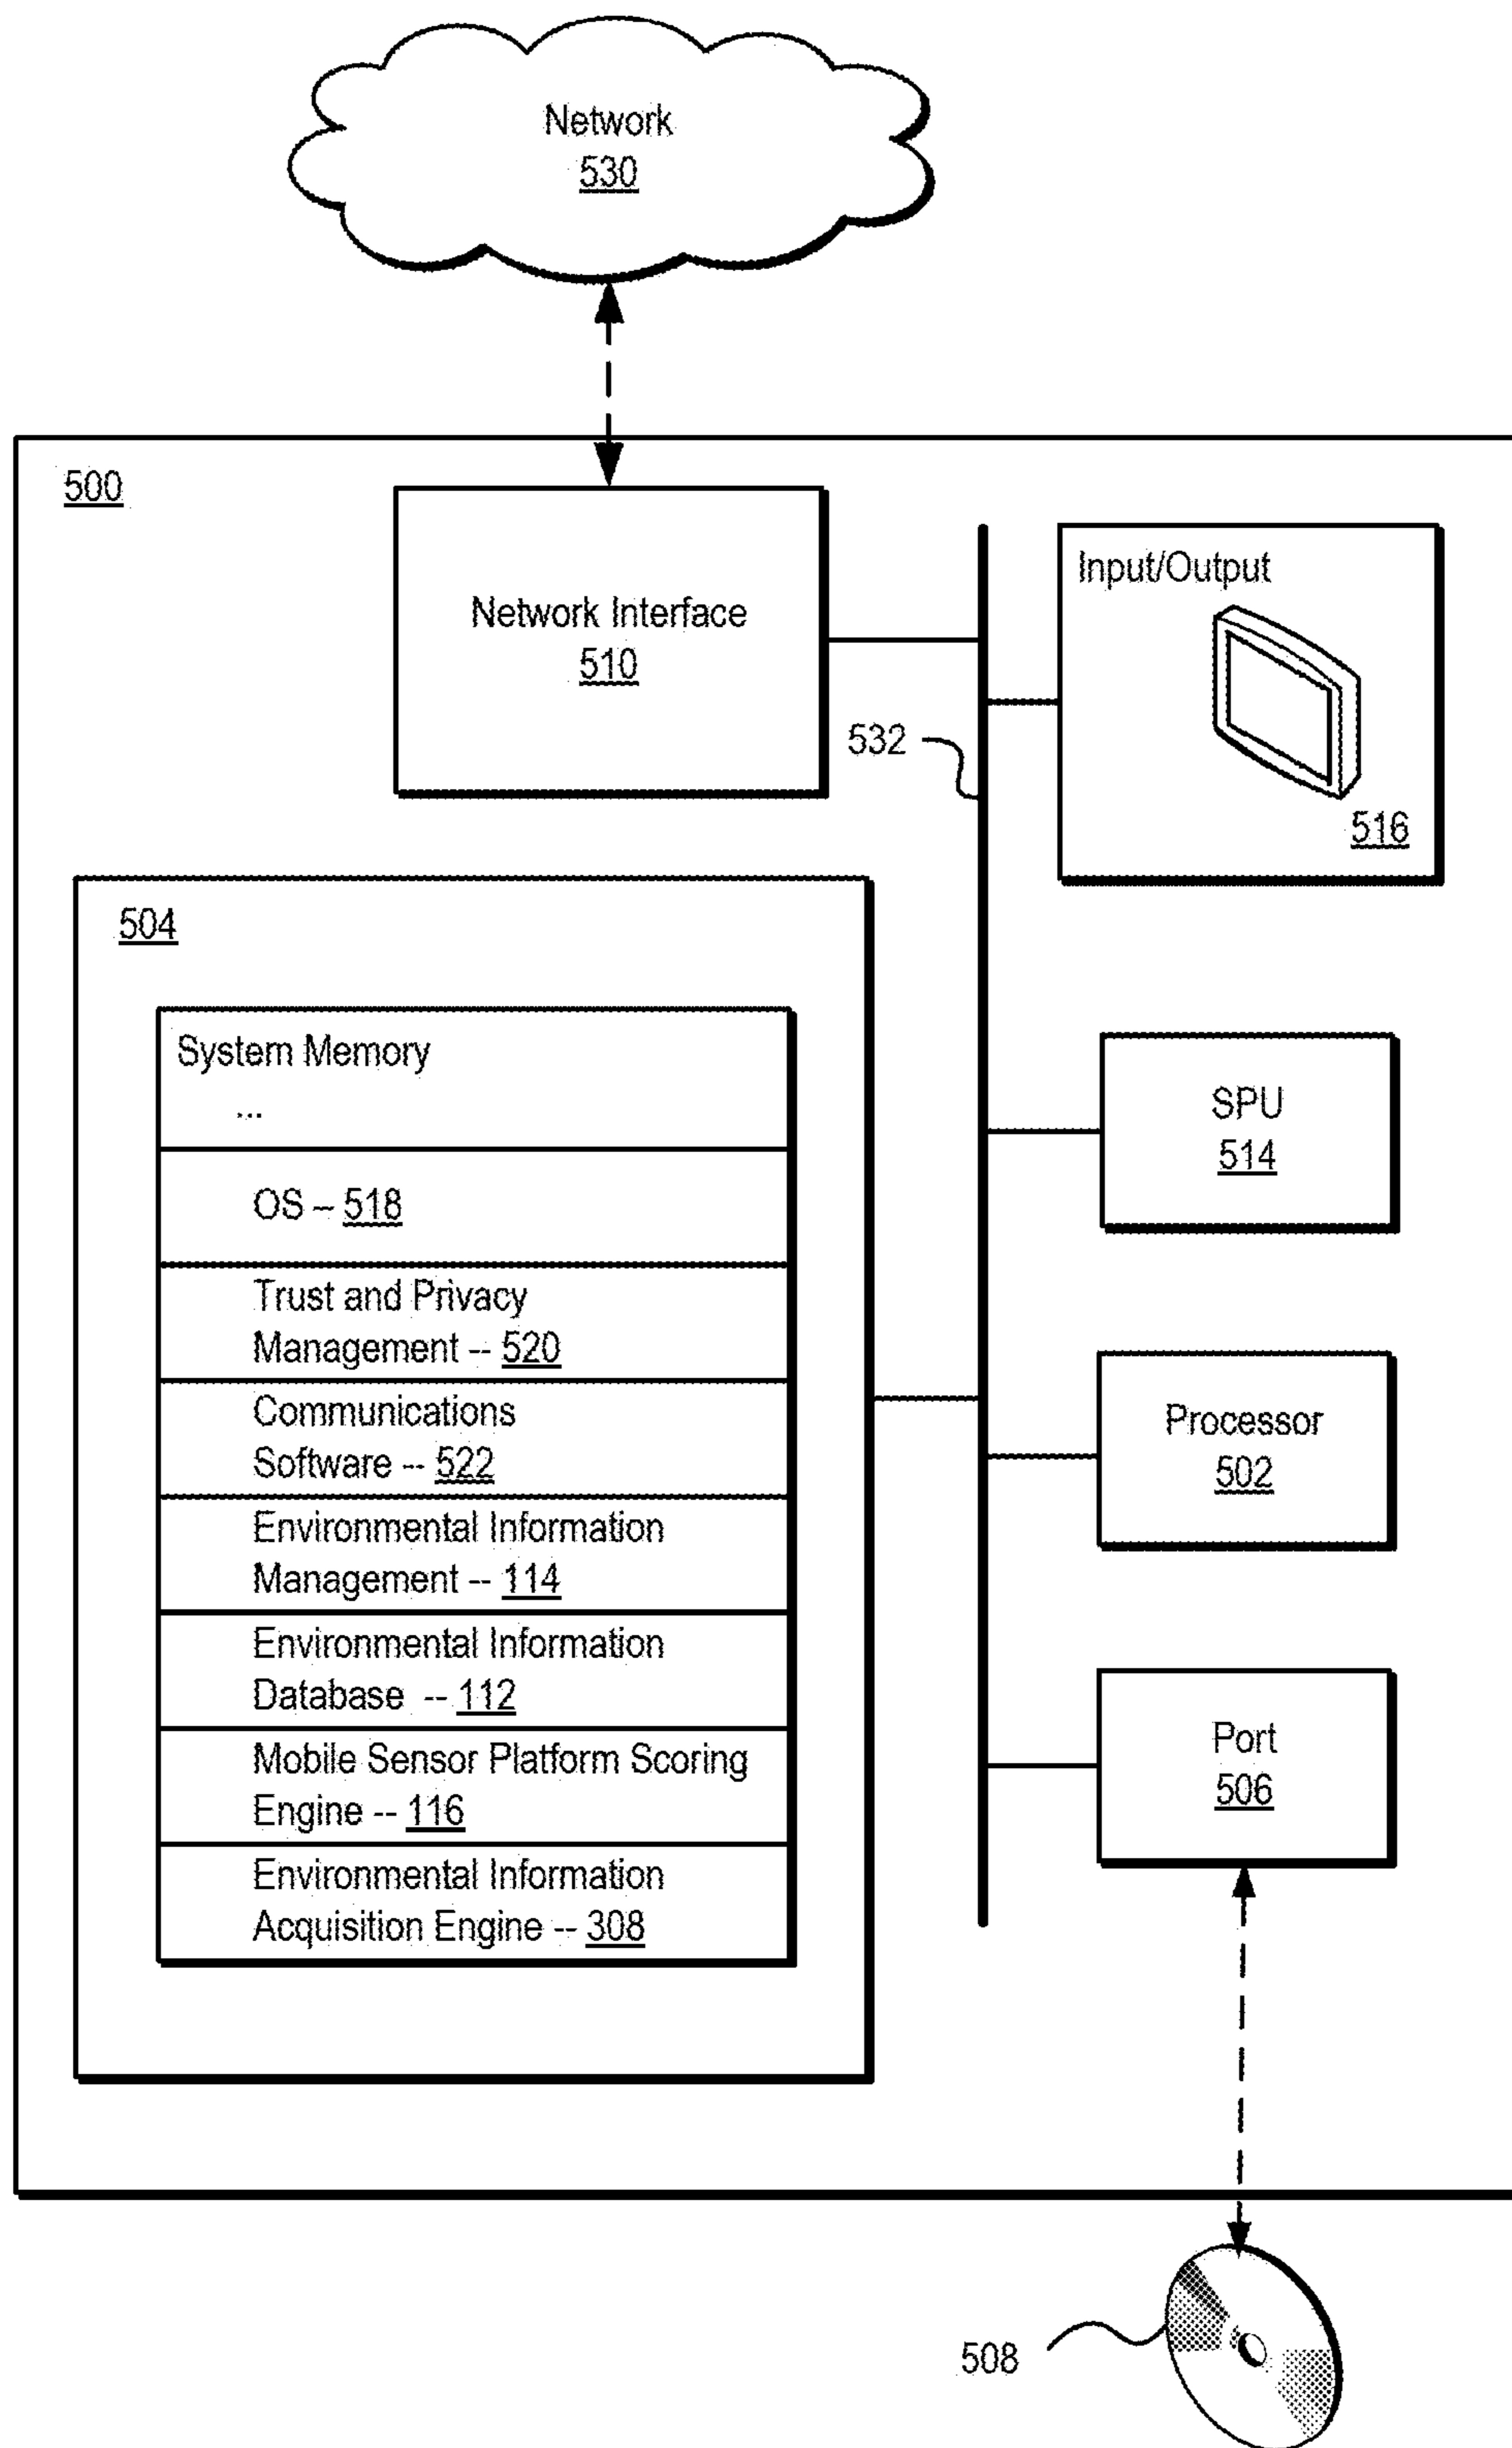 Network
530
500
Network Interface
510
Input/Output
516
532
504
System Memory
...
OS -- 518
Trust and Privacy
Management -- 520
Communications
Software -- 522
Environmental Information
Management -- 114
Environmental Information
Database -- 112
Mobile Sensor Platform Scoring
Engine -- 116
Environmental Information
Acquisition Engine -- 308
SPU
514
Processor
502
Port
506
508